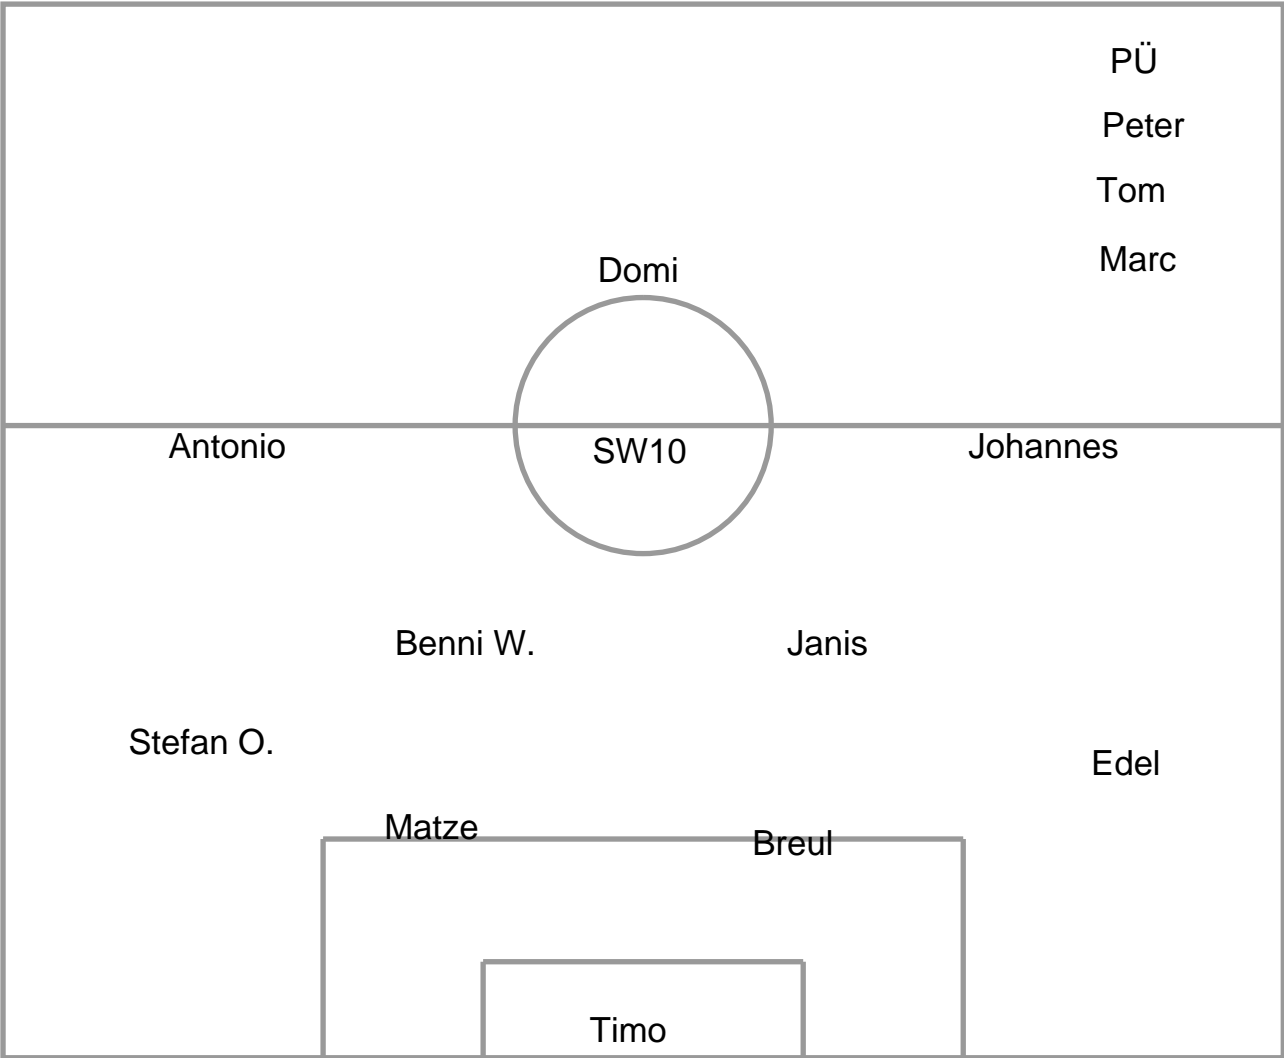 PÜ
Peter
Tom
Marc
Domi
Antonio SW10 Johannes
Benni W. Janis
Stefan O. Edel
Matze Breul
Timo